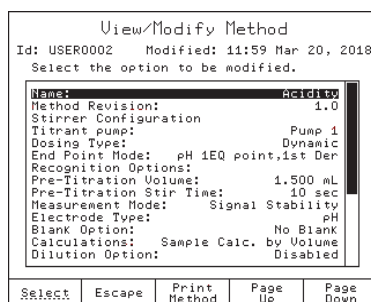 View/Modify Method
Id: USER0002 Modified: 11:59 Mar 20, 2018
Select the option to be modified.
Name: Acidity
Method Revision: 1.0
Stirrer Configuration
Titrant pump: Pump 1
Dosing Type: Dynamic
End Point Mode: pH 1EQ point,1st Der
Recognition Options:
Pre-Titration Volume: 1.500 mL
Pre-Titration Stir Time: 10 sec
Measurement Mode: Signal Stability
Electrode Type: pH
Blank Option: No Blank
Calculations: Sample Calc. by Volume
Dilution Option: Disabled
Select Escape Print Method Page Up Page Down